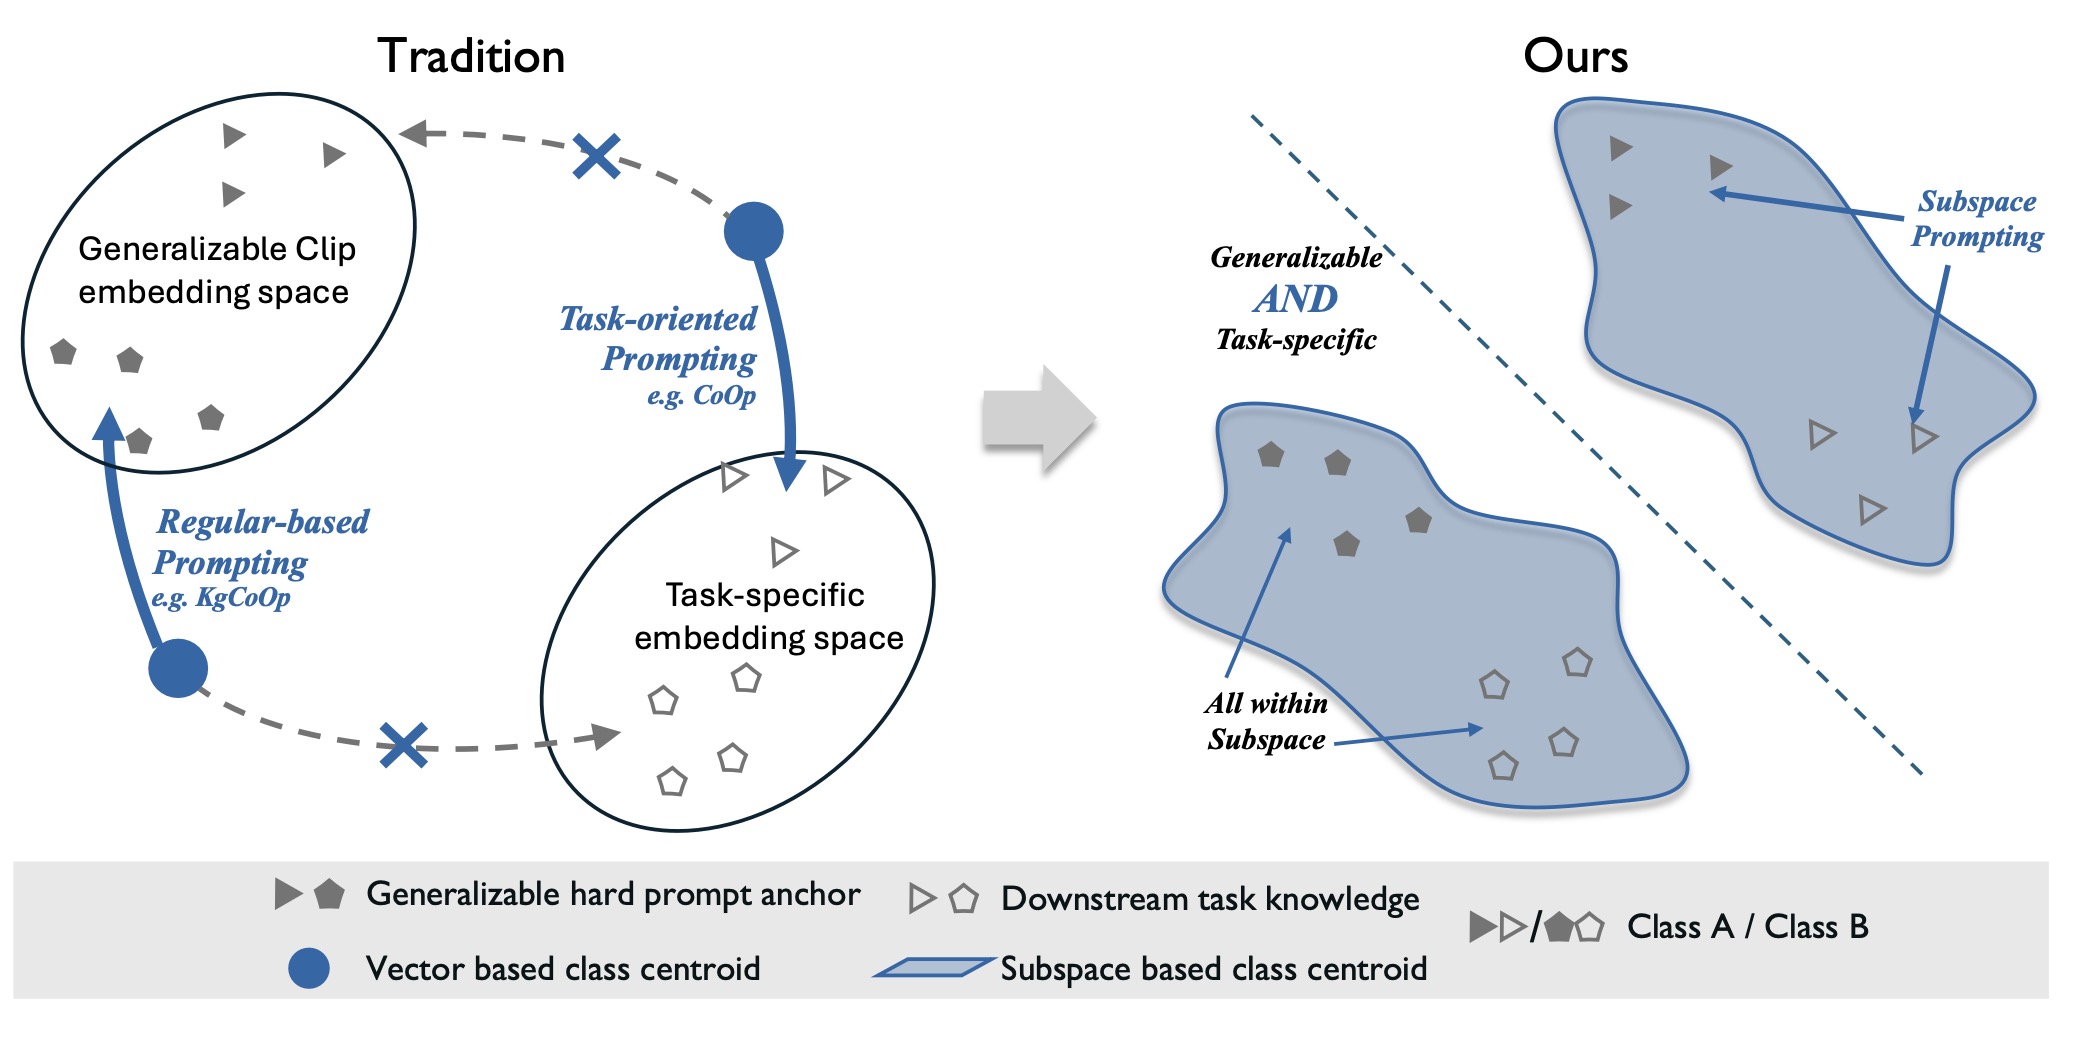 Tradition
Generalizable Clip
embedding space
Task-oriented
Prompting
e.g. CoOp
Regular-based
Prompting
e.g. KgCoOp
Task-specific
embedding space
Ours
Generalizable
AND
Task-specific
Subspace
Prompting
All within
Subspace
Generalizable hard prompt anchor
Downstream task knowledge
/
Class A / Class B
Vector based class centroid
Subspace based class centroid